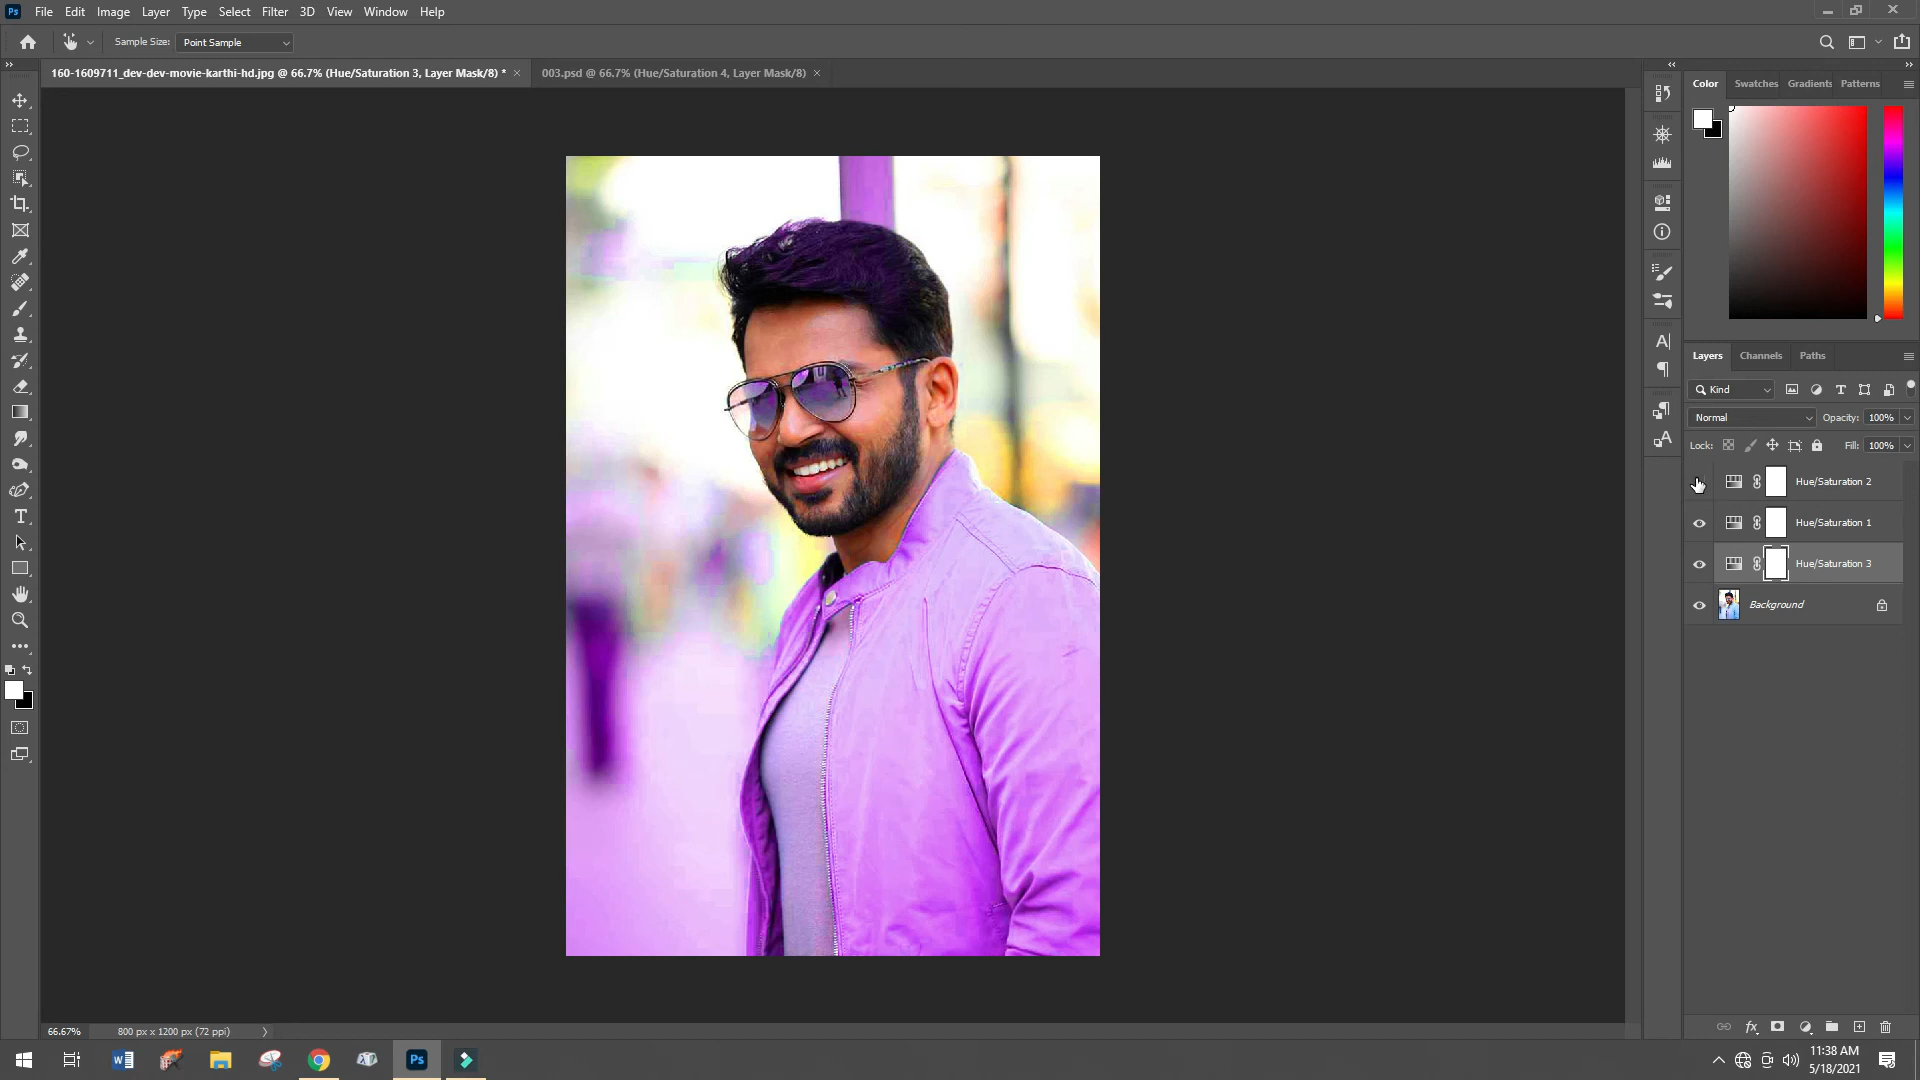 Ps File Edit Image Layer Type Select Filter 3D View Window Help
Sample Size: Point Sample
160-1609711_dev-dev-movie-karthi-hd.jpg @ 66.7% (Hue/Saturation 3, Layer Mask/8) * × 003.psd @ 66.7% (Hue/Saturation 4, Layer Mask/8) ×
Color Swatches Gradients Patterns
Layers Channels Paths
Kind
Normal Opacity: 100%
Lock: Fill: 100%
Hue/Saturation 2
Hue/Saturation 1
Hue/Saturation 3
Background
66.67% 800 px x 1200 px (72 ppi)
Ps
11:38 AM
5/18/2021